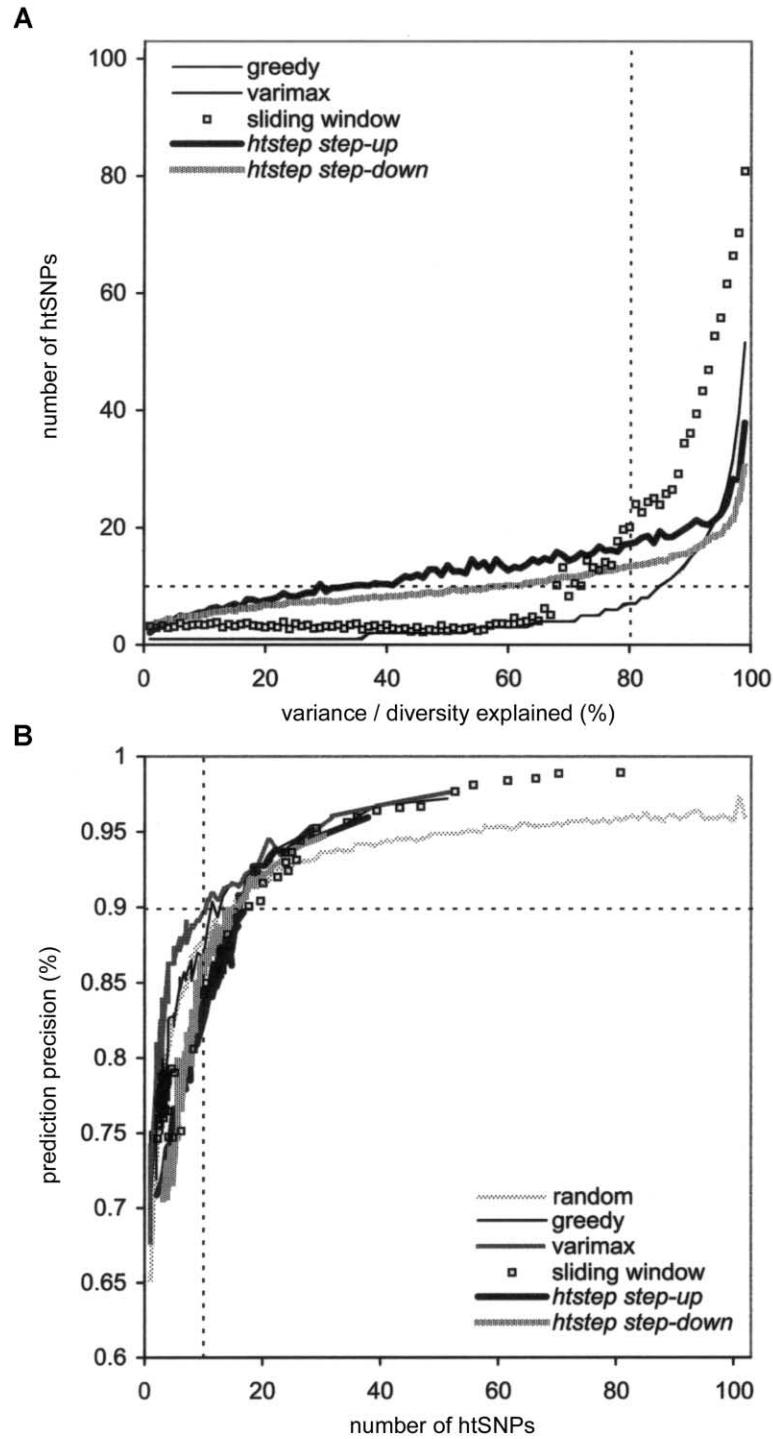 A
100
80
60
40
20
0
number of htSNPs
greedy
varimax
sliding window
htstep step-up
htstep step-down
0 20 40 60 80 100
variance / diversity explained (%)
B
1
0.95
0.9
0.85
0.8
0.75
0.7
0.65
0.6
prediction precision (%)
random
greedy
varimax
sliding window
htstep step-up
htstep step-down
0 20 40 60 80 100
number of htSNPs